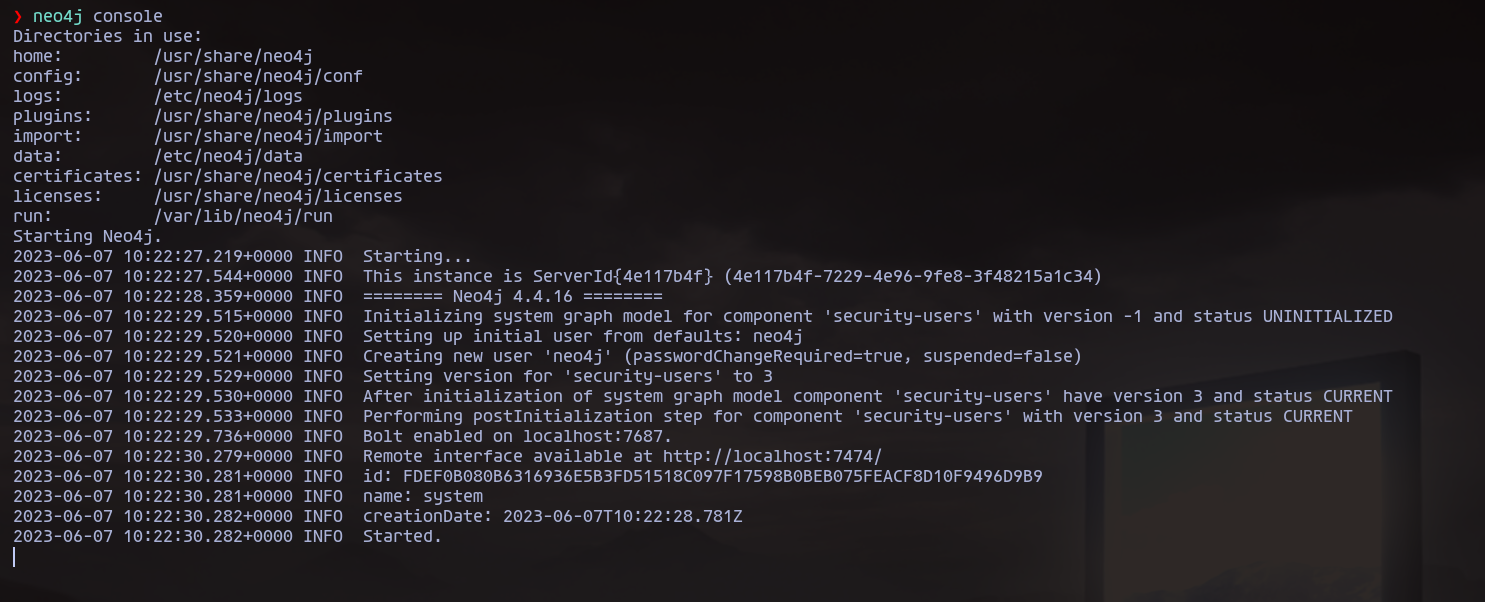 ❯ neo4j console
Directories in use:
home:         /usr/share/neo4j
config:       /usr/share/neo4j/conf
logs:         /etc/neo4j/logs
plugins:      /usr/share/neo4j/plugins
import:       /usr/share/neo4j/import
data:         /etc/neo4j/data
certificates: /usr/share/neo4j/certificates
licenses:     /usr/share/neo4j/licenses
run:          /var/lib/neo4j/run
Starting Neo4j.
2023-06-07 10:22:27.219+0000 INFO  Starting...
2023-06-07 10:22:27.544+0000 INFO  This instance is ServerId{4e117b4f} (4e117b4f-7229-4e96-9fe8-3f48215a1c34)
2023-06-07 10:22:28.359+0000 INFO  ======== Neo4j 4.4.16 ========
2023-06-07 10:22:29.515+0000 INFO  Initializing system graph model for component 'security-users' with version -1 and status UNINITIALIZED
2023-06-07 10:22:29.520+0000 INFO  Setting up initial user from defaults: neo4j
2023-06-07 10:22:29.521+0000 INFO  Creating new user 'neo4j' (passwordChangeRequired=true, suspended=false)
2023-06-07 10:22:29.529+0000 INFO  Setting version for 'security-users' to 3
2023-06-07 10:22:29.530+0000 INFO  After initialization of system graph model component 'security-users' have version 3 and status CURRENT
2023-06-07 10:22:29.533+0000 INFO  Performing postInitialization step for component 'security-users' with version 3 and status CURRENT
2023-06-07 10:22:29.736+0000 INFO  Bolt enabled on localhost:7687.
2023-06-07 10:22:30.279+0000 INFO  Remote interface available at http://localhost:7474/
2023-06-07 10:22:30.281+0000 INFO  id: FDEF0B080B6316936E5B3FD51518C097F17598B0BEB075FEACF8D10F9496D9B9
2023-06-07 10:22:30.281+0000 INFO  name: system
2023-06-07 10:22:30.282+0000 INFO  creationDate: 2023-06-07T10:22:28.781Z
2023-06-07 10:22:30.282+0000 INFO  Started.